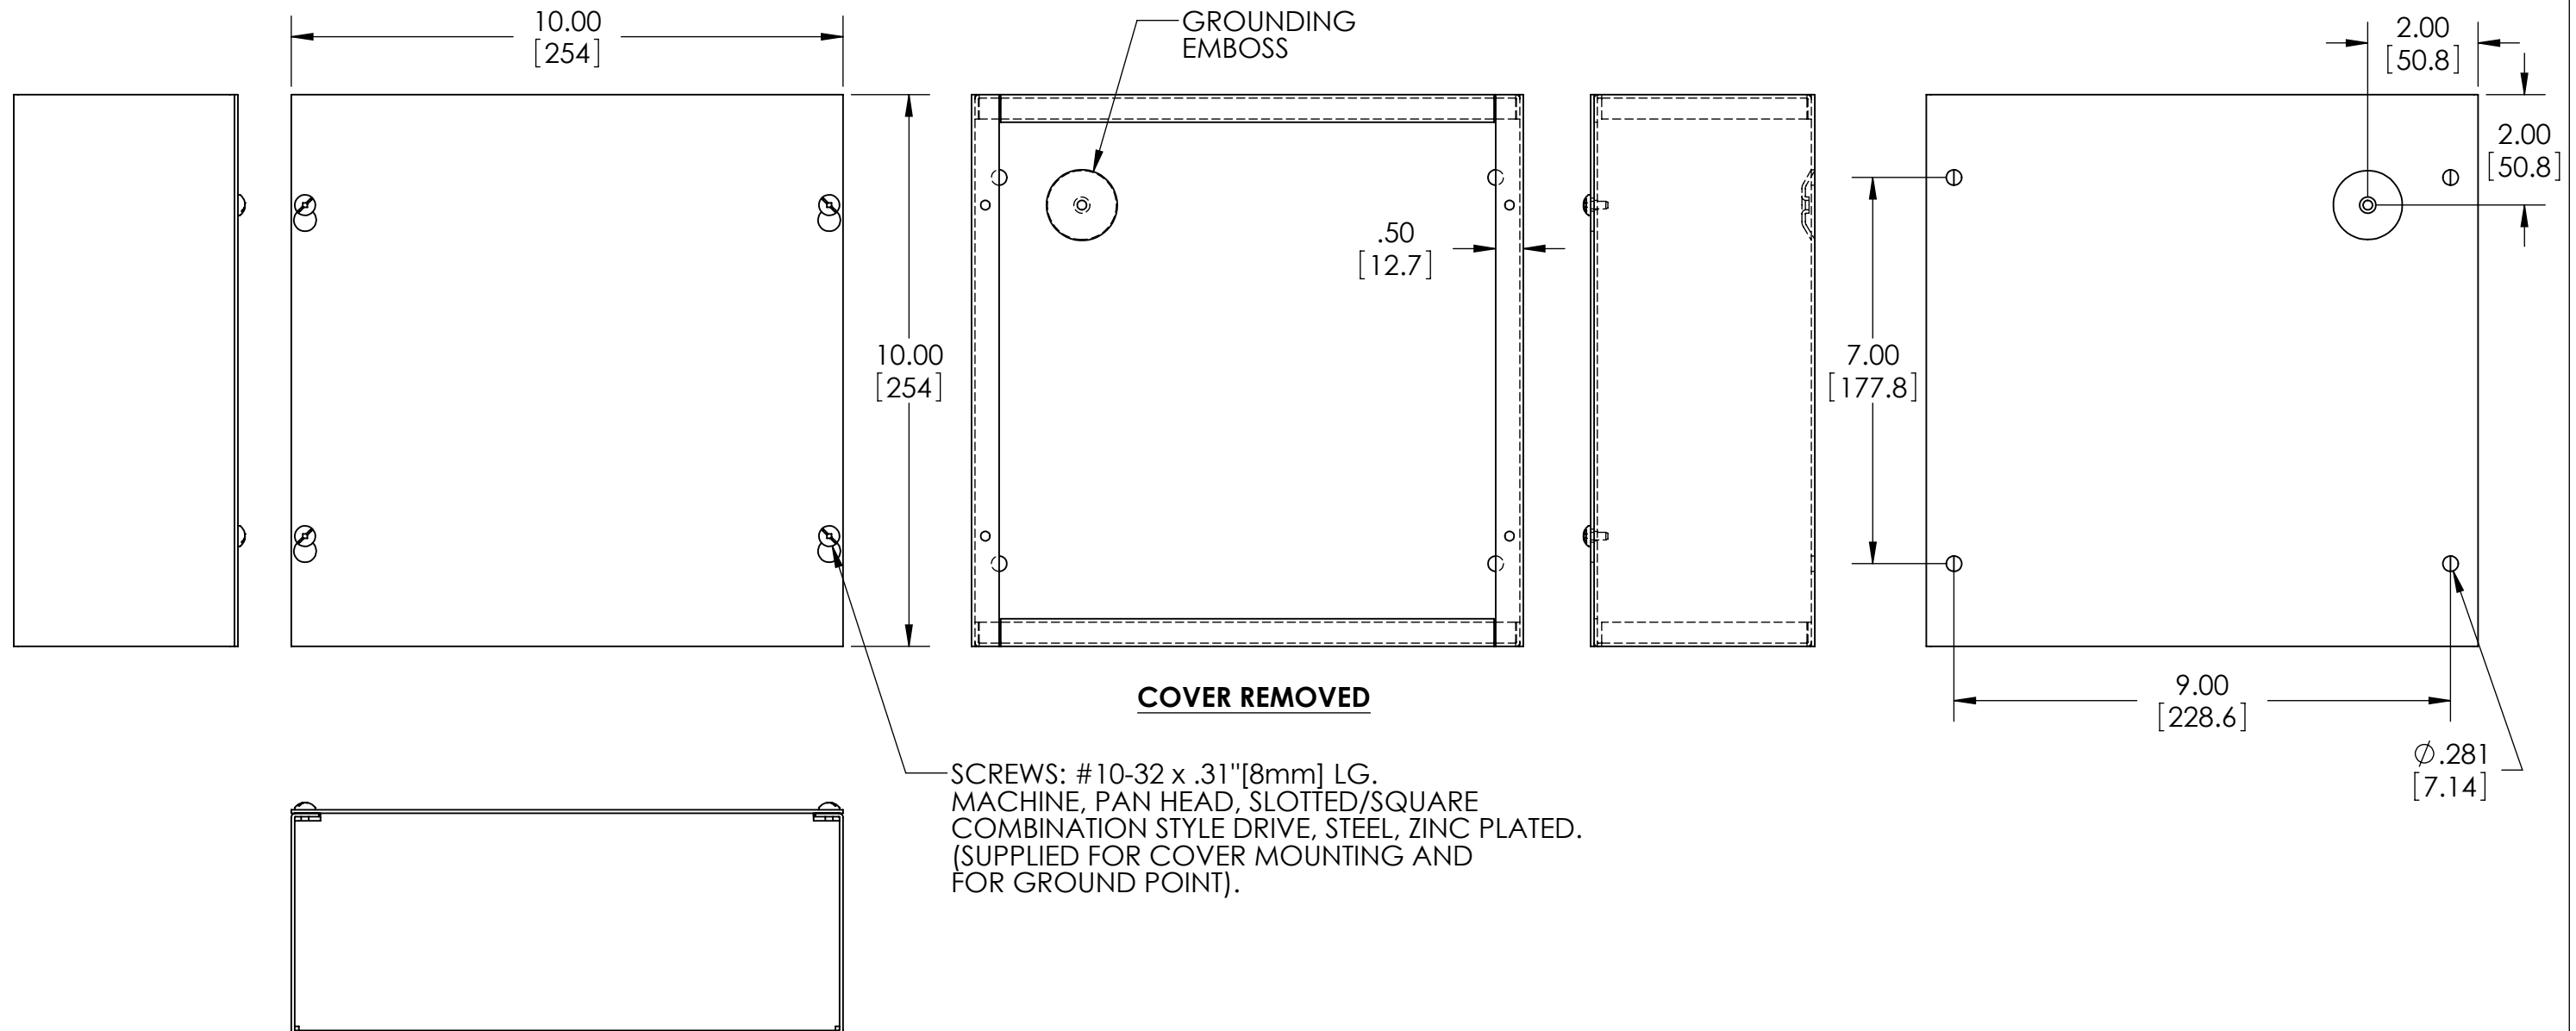 10.00
[254]
GROUNDING
EMBOSS
2.00
[50.8]
2.00
[50.8]
.50
[12.7]
10.00
[254]
7.00
[177.8]
COVER REMOVED
9.00
[228.6]
SCREWS: #10-32 x .31"[8mm] LG.
MACHINE, PAN HEAD, SLOTTED/SQUARE
COMBINATION STYLE DRIVE, STEEL, ZINC PLATED.
(SUPPLIED FOR COVER MOUNTING AND
FOR GROUND POINT).
∅.281
[7.14]